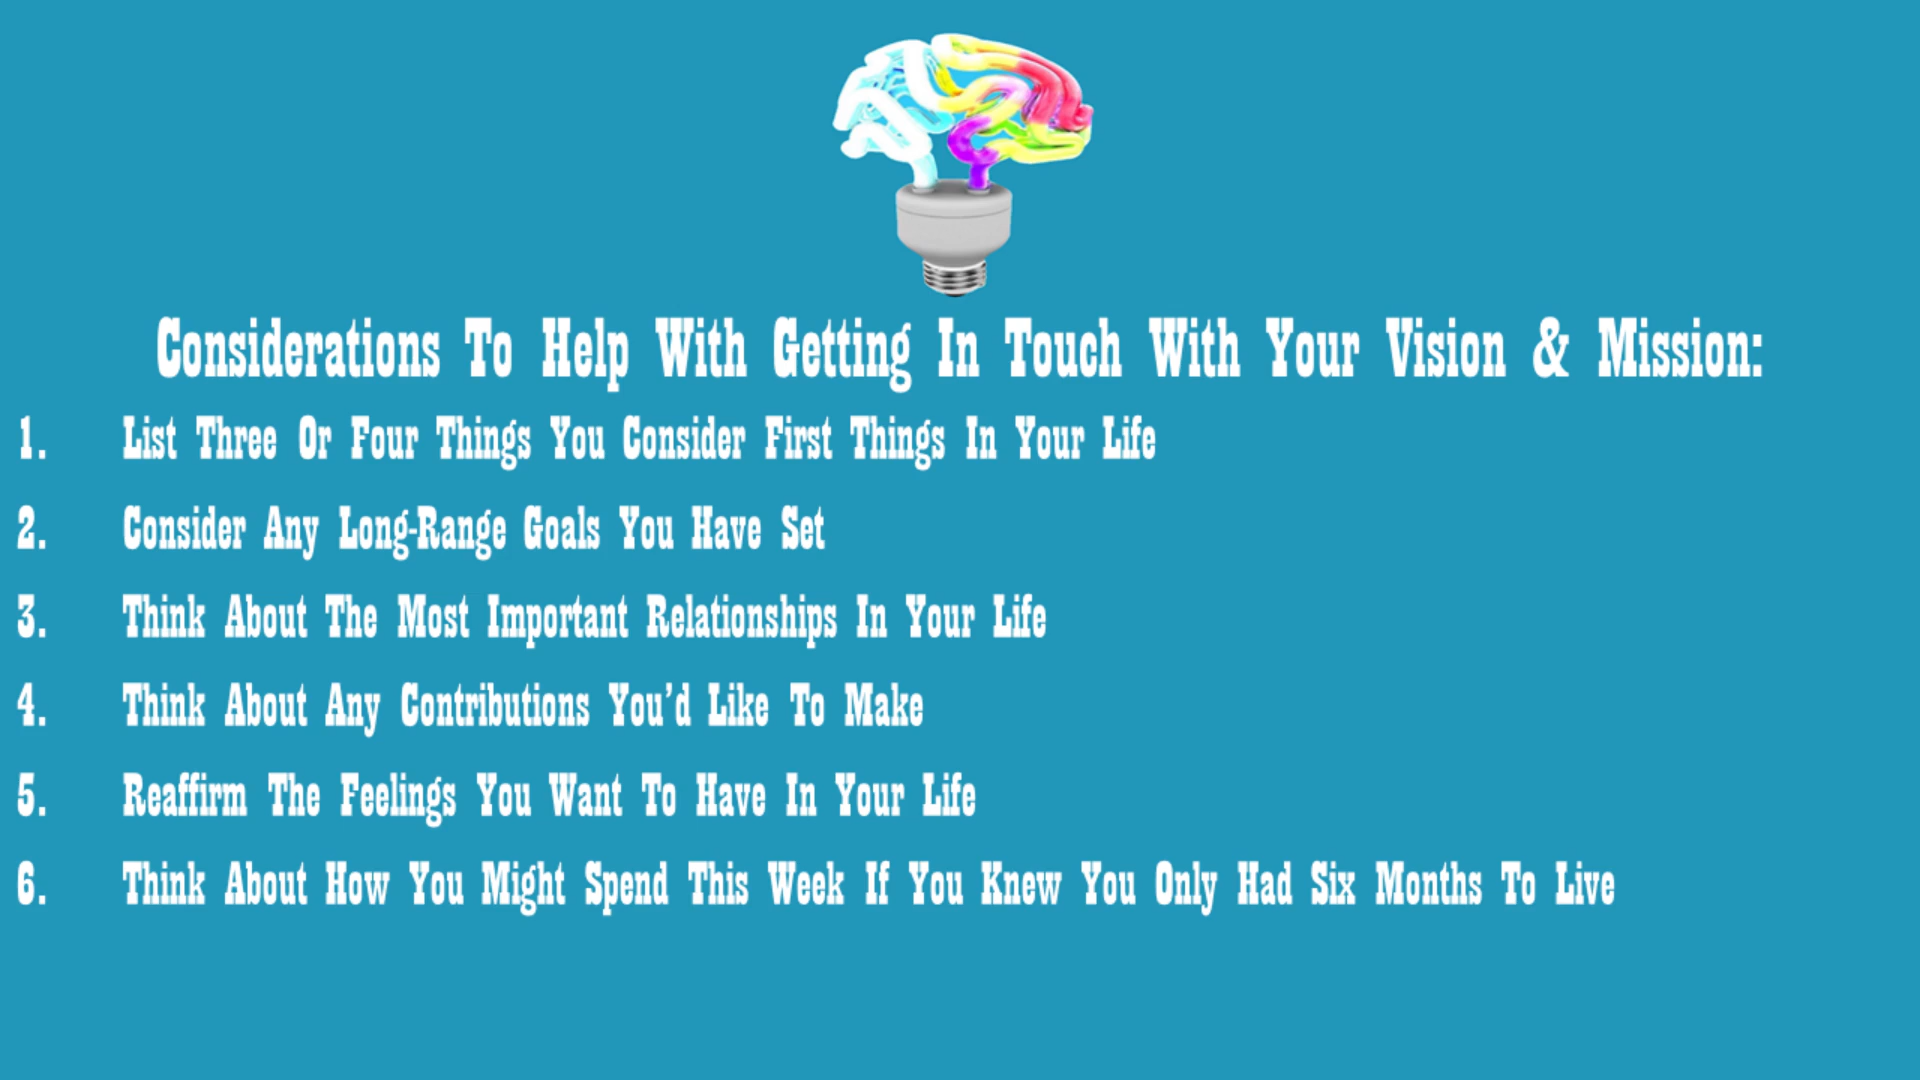 Considerations To Help With Getting In Touch With Your Vision & Mission:
1. List Three Or Four Things You Consider First Things In Your Life
2. Consider Any Long-Range Goals You Have Set
3. Think About The Most Important Relationships In Your Life
4. Think About Any Contributions You’d Like To Make
5. Reaffirm The Feelings You Want To Have In Your Life
6. Think About How You Might Spend This Week If You Knew You Only Had Six Months To Live